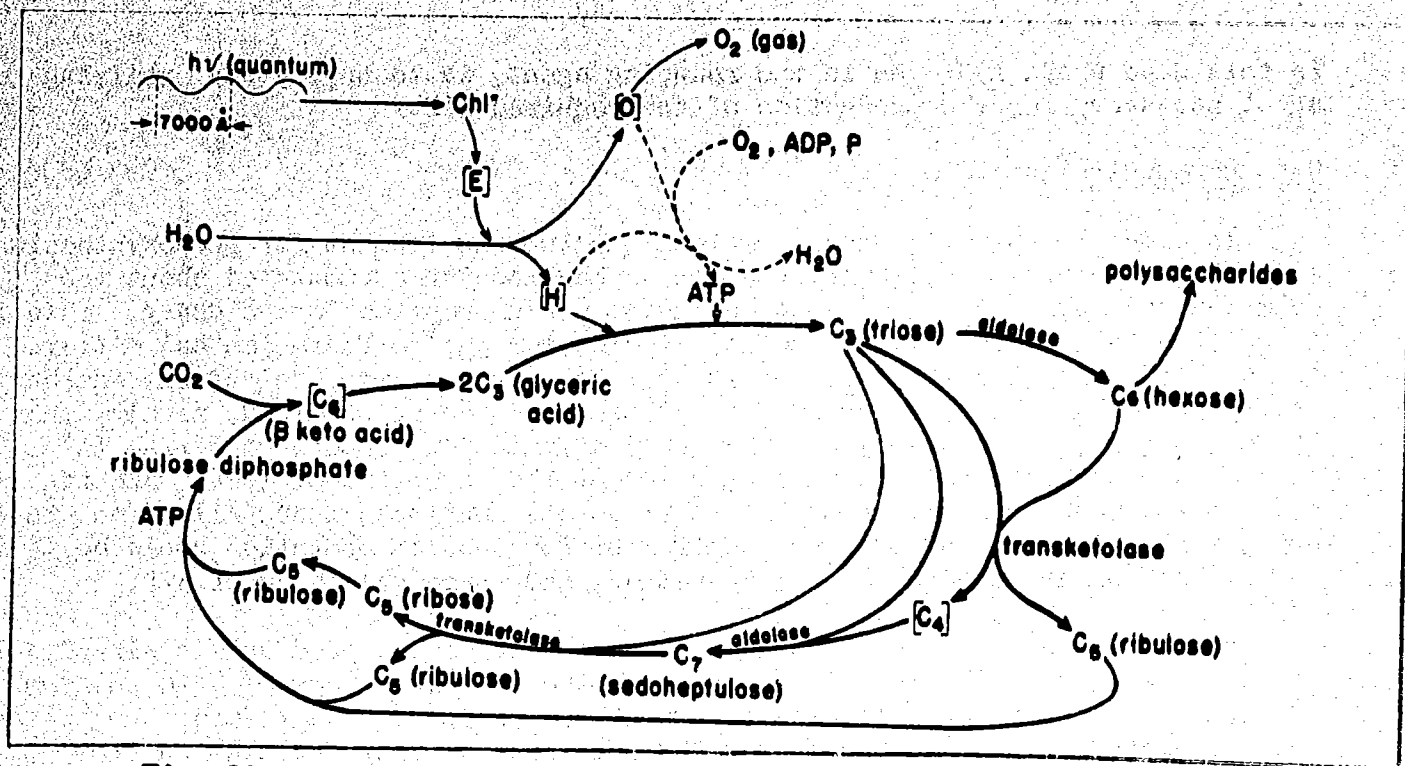 O₂ (gas)
hν (quantum)
7000 Å
Chl*
[O]
O₂, ADP, P
[E]
H₂O
H₂O
polysaccharides
[H]
ATP
C₃ (triose)
aldolase
CO₂
[C₆]
(β keto acid)
2C₃ (glyceric
acid)
C₆ (hexose)
ribulose diphosphate
ATP
transketolase
C₅
(ribulose)
C₅ (ribose)
transketolase
aldolase
[C₄]
C₅ (ribulose)
C₇
(sedoheptulose)
C₅ (ribulose)